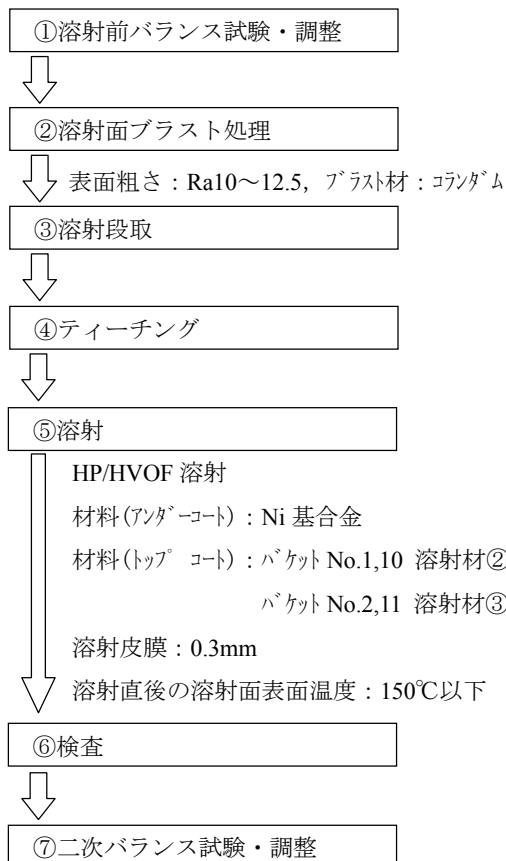 ①溶射前バランス試験・調整
②溶射面ブラスト処理
表面粗さ：Ra10～12.5，ﾌﾞﾗｽﾄ材：ｺﾗﾝﾀﾞﾑ
③溶射段取
④ティーチング
⑤溶射
HP/HVOF 溶射
材料(ｱﾝﾀﾞｰｺｰﾄ)：Ni 基合金
材料(ﾄｯﾌﾟ ｺｰﾄ)：ﾊﾞｹｯﾄ No.1,10 溶射材②
ﾊﾞｹｯﾄ No.2,11 溶射材③
溶射皮膜：0.3mm
溶射直後の溶射面表面温度：150℃以下
⑥検査
⑦二次バランス試験・調整